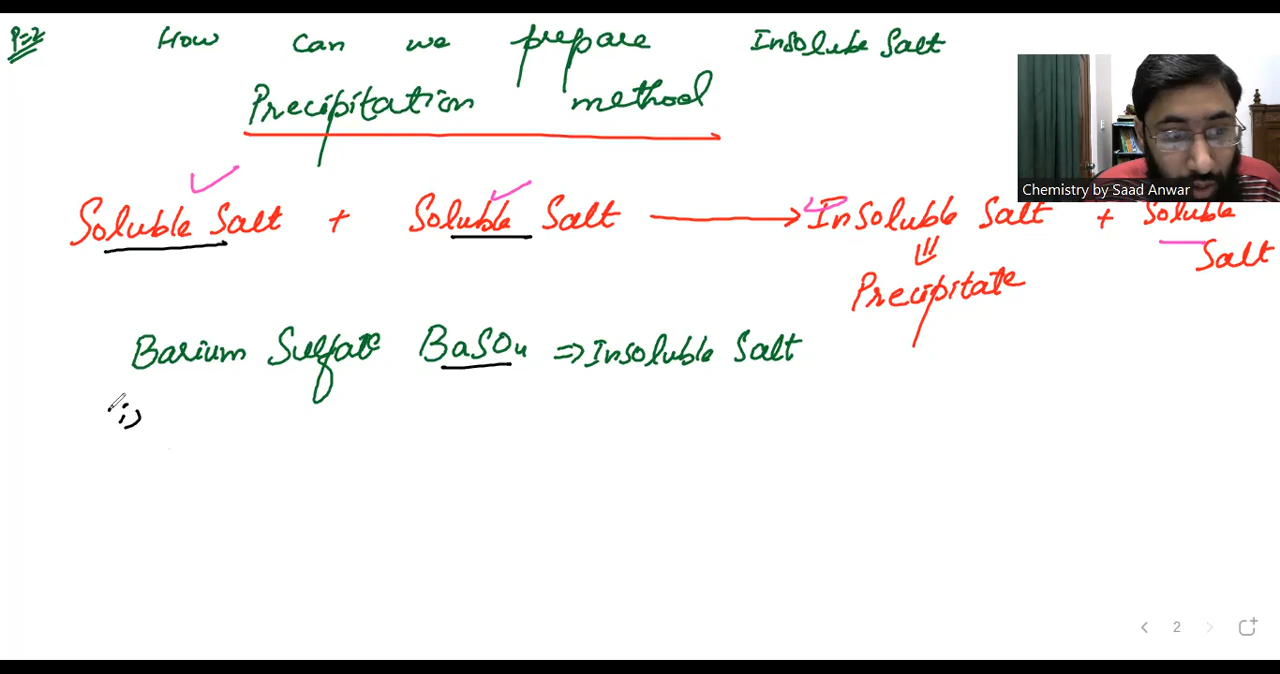 P=2 How can we prepare Insoluble Salt
Precipitation method
Soluble Salt + Soluble Salt → Insoluble Salt + Soluble Salt
Precipitate
Barium Sulfate BaSO4 ⇒ Insoluble Salt
i)
Chemistry by Saad Anwar
2